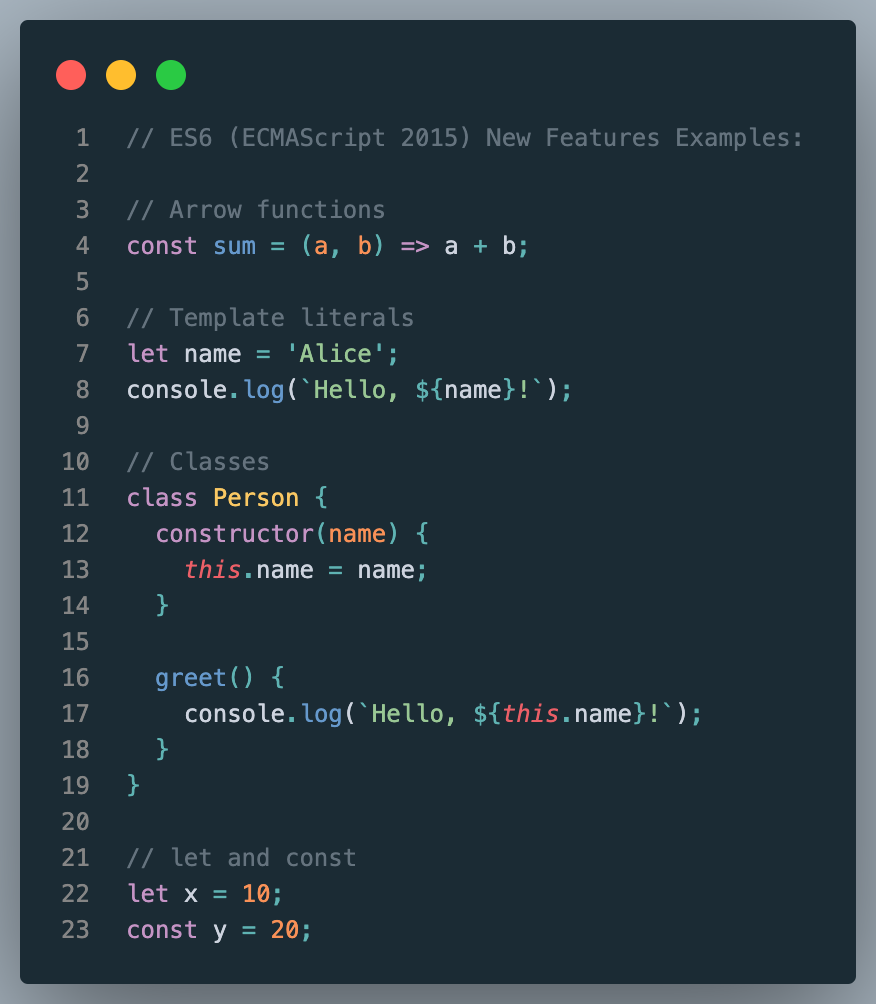 1 // ES6 (ECMAScript 2015) New Features Examples:
2
3 // Arrow functions
4 const sum = (a, b) => a + b;
5
6 // Template literals
7 let name = 'Alice';
8 console.log(`Hello, ${name}!`);
9
10 // Classes
11 class Person {
12   constructor(name) {
13     this.name = name;
14   }
15
16   greet() {
17     console.log(`Hello, ${this.name}!`);
18   }
19 }
20
21 // let and const
22 let x = 10;
23 const y = 20;